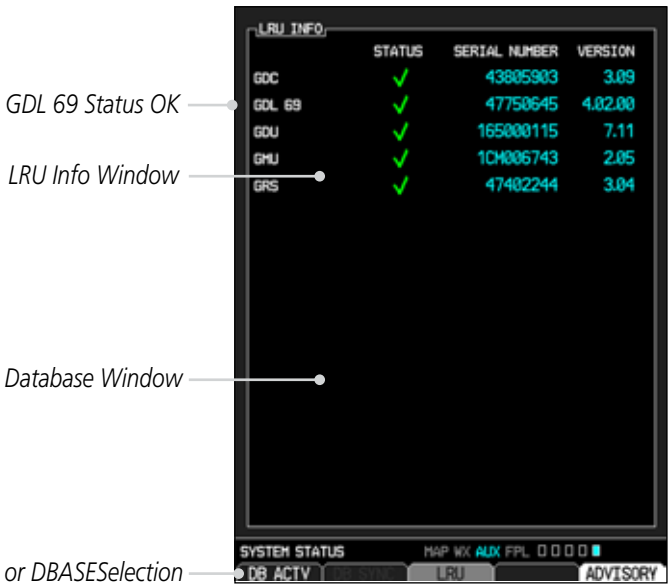 LRU INFO
STATUS SERIAL NUMBER VERSION
GDC 43805903 3.09
GDL 69 47750645 4.02.00
GDU 165000115 7.11
GMU 1CM006743 2.05
GRS 47402244 3.04
GDL 69 Status OK
LRU Info Window
Database Window
or DBASESelection
SYSTEM STATUS MAP WX AUX FPL
DB ACTV DB SYNC LRU ADVISORY